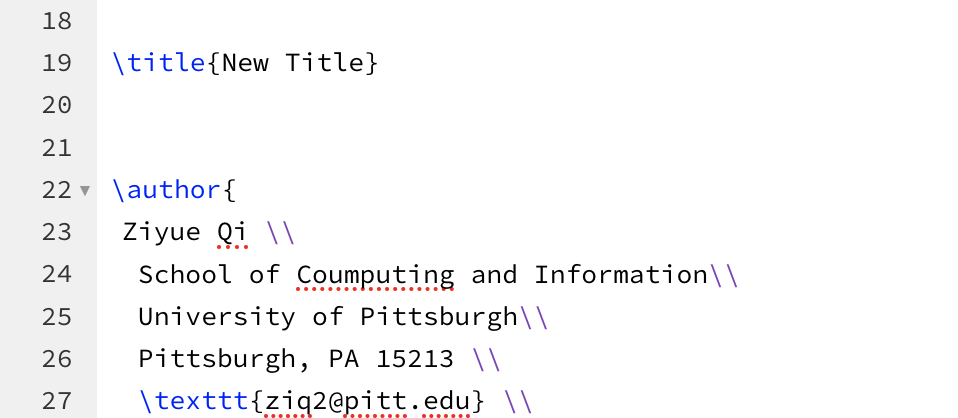 18
19 \title{New Title}
20
21
22 \author{
23 Ziyue Qi \\
24 School of Coumputing and Information\\
25 University of Pittsburgh\\
26 Pittsburgh, PA 15213 \\
27 \texttt{ziq2@pitt.edu} \\